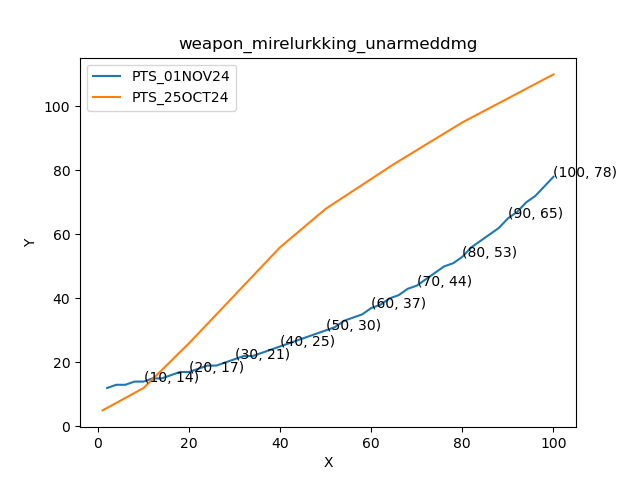 weapon_mirelurkking_unarmeddmg
PTS_01NOV24
PTS_25OCT24
Y
100
80
60
40
20
0
(100, 78)
(90, 65)
(80, 53)
(70, 44)
(60, 37)
(50, 30)
(40, 25)
(30, 21)
(20, 17)
(10, 14)
0 20 40 60 80 100
X